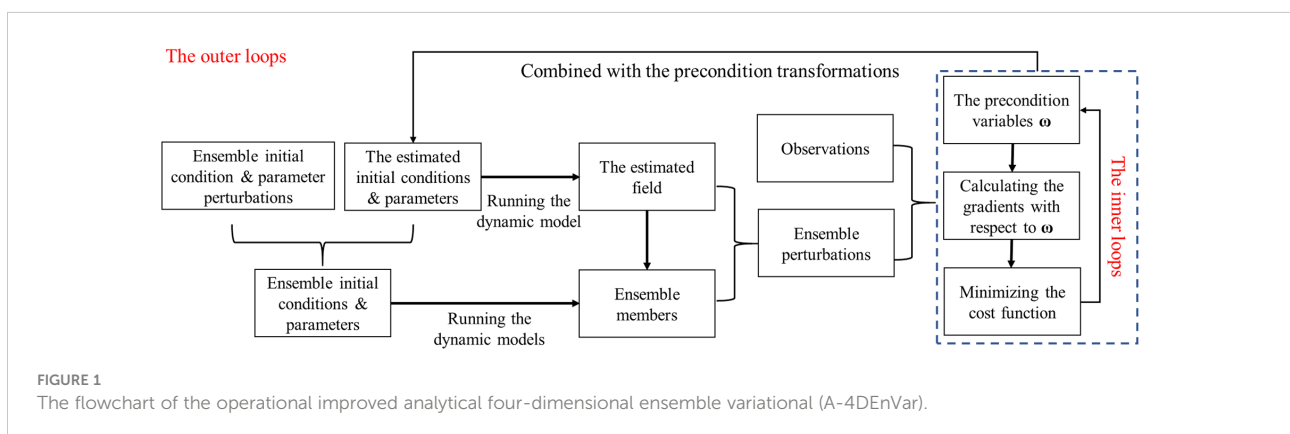 The outer loops
Combined with the precondition transformations
Ensemble initial
condition & parameter
perturbations
The estimated
initial conditions
& parameters
Running the
dynamic model
The estimated
field
Ensemble initial
conditions &
parameters
Running the
dynamic models
Ensemble
members
Observations
Ensemble
perturbations
The precondition
variables ω
Calculating the
gradients with
respect to ω
Minimizing the
cost function
The inner loops
FIGURE 1
The flowchart of the operational improved analytical four-dimensional ensemble variational (A-4DEnVar).